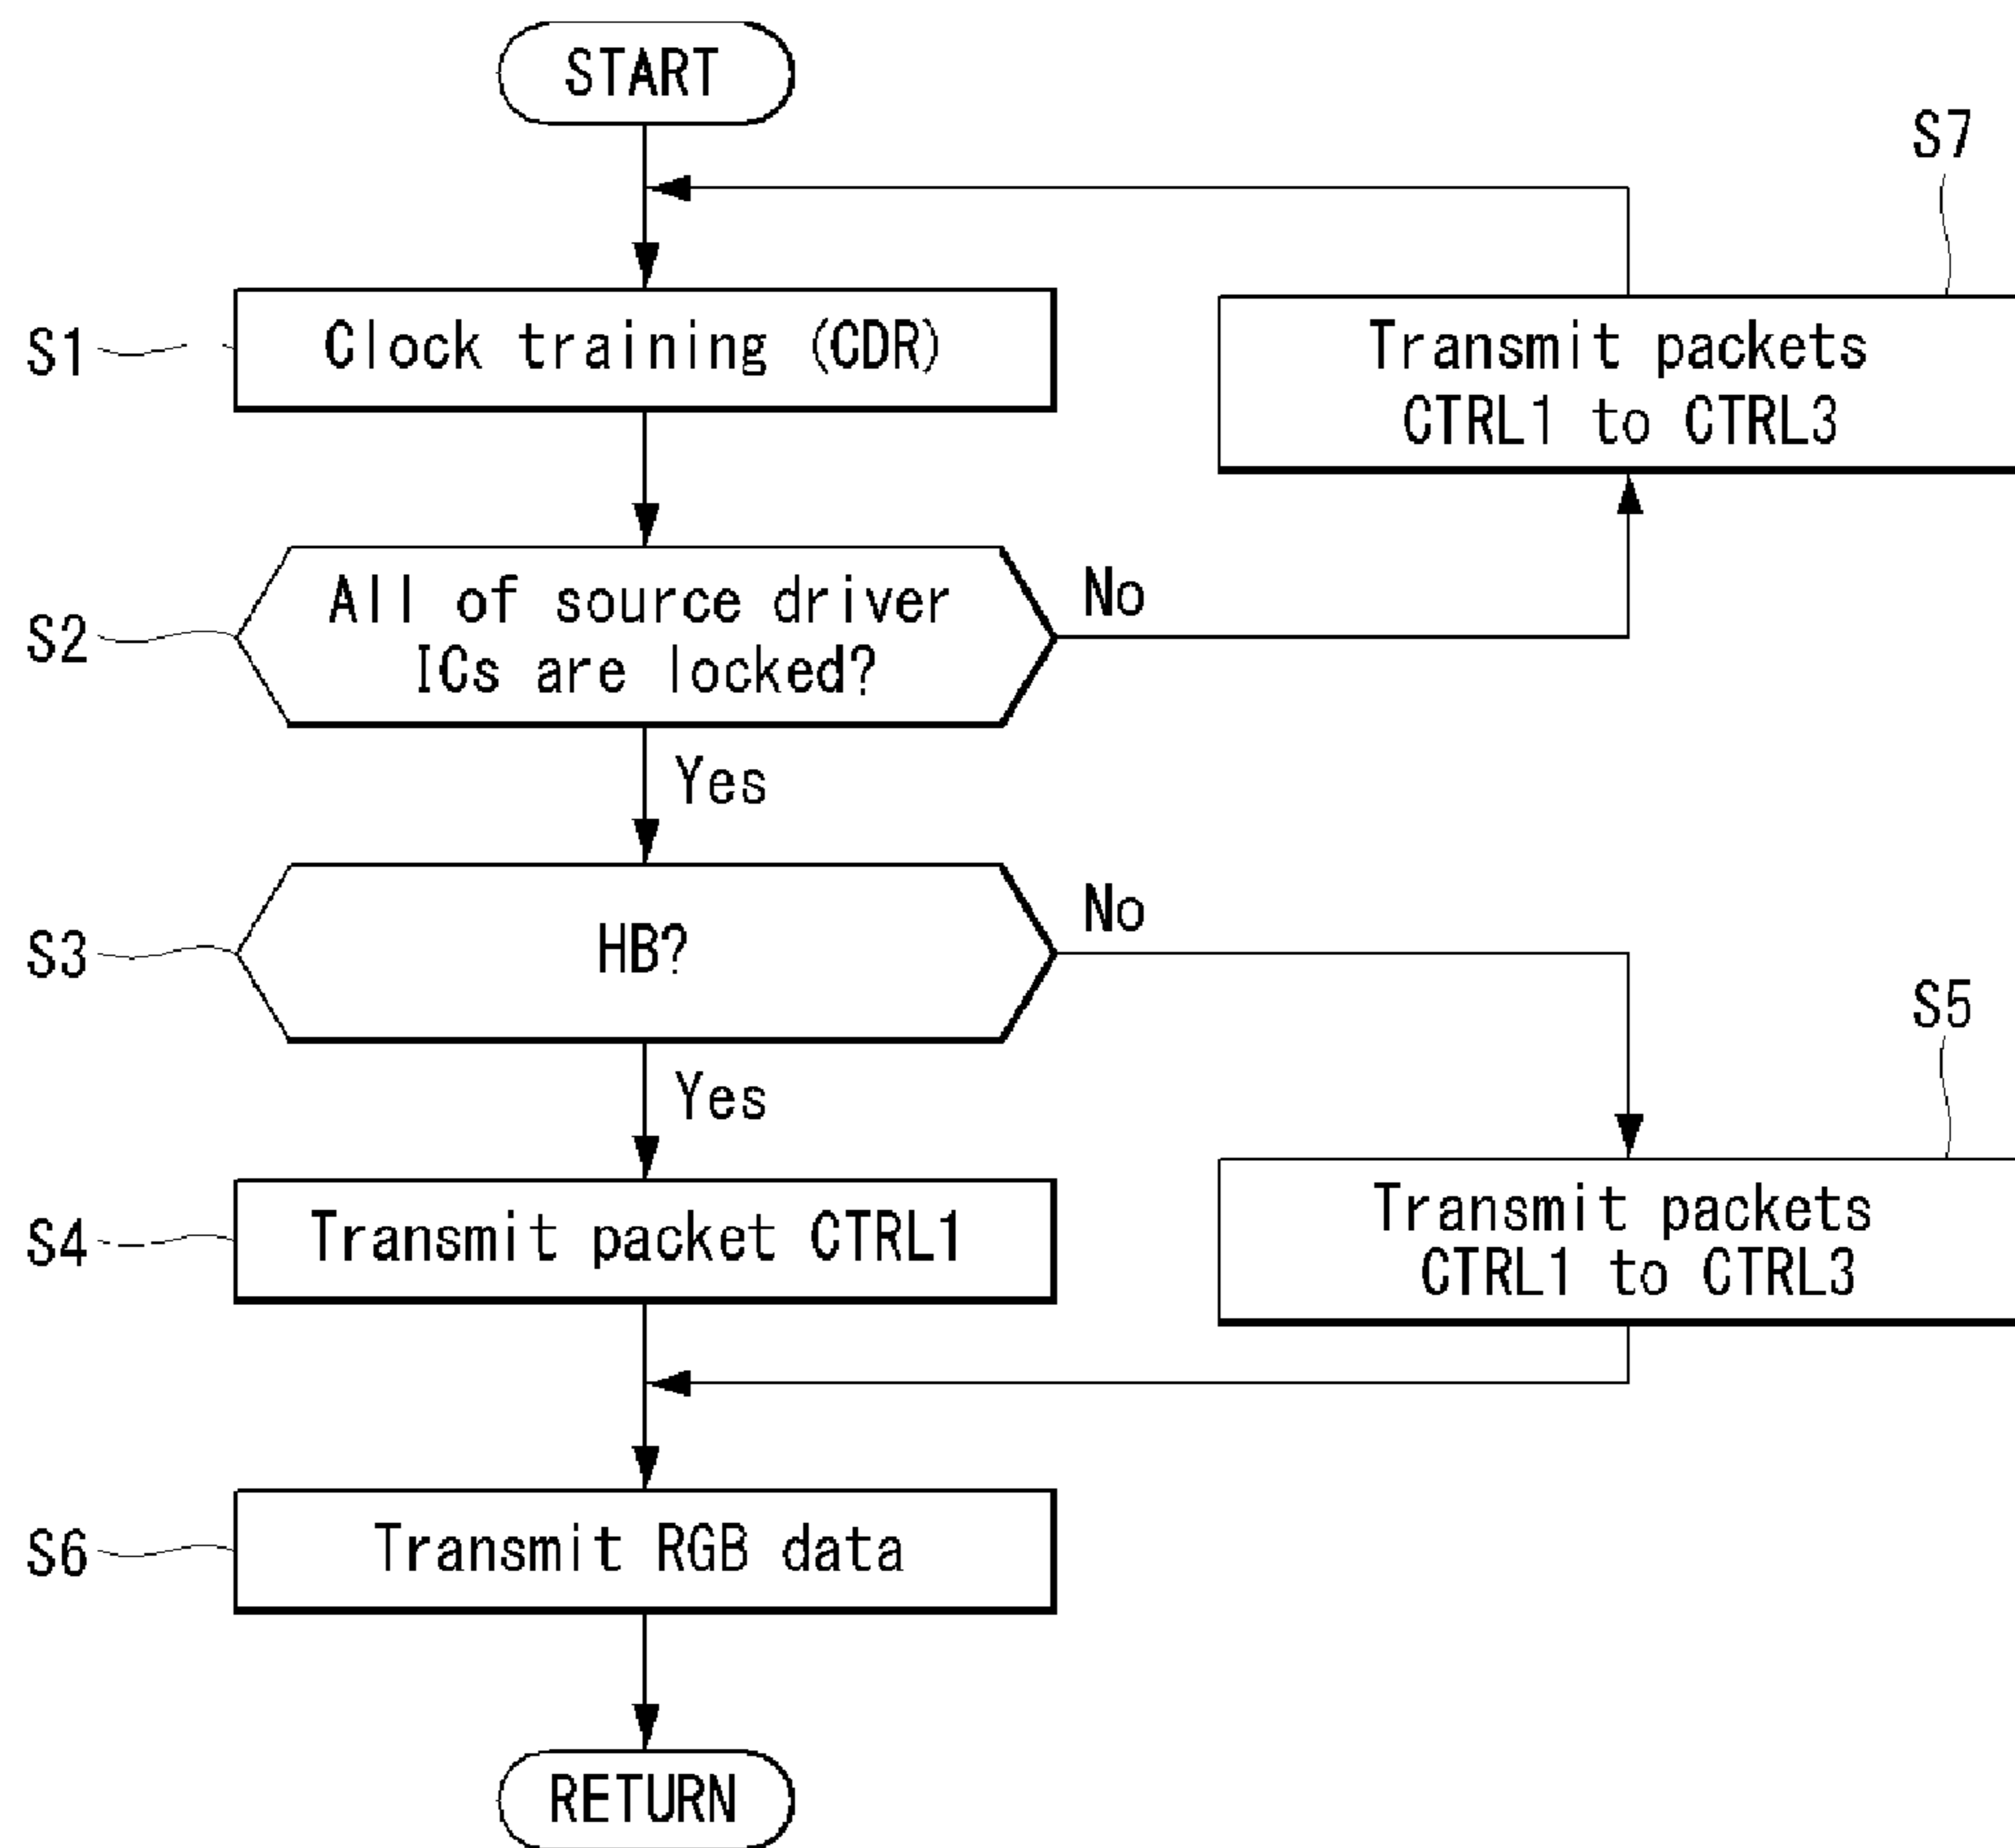 START
S7
S1
Clock training (CDR)
Transmit packets
CTRL1 to CTRL3
S2
All of source driver
ICs are locked?
No
Yes
S3
HB?
No
S5
Yes
S4
Transmit packet CTRL1
Transmit packets
CTRL1 to CTRL3
S6
Transmit RGB data
RETURN